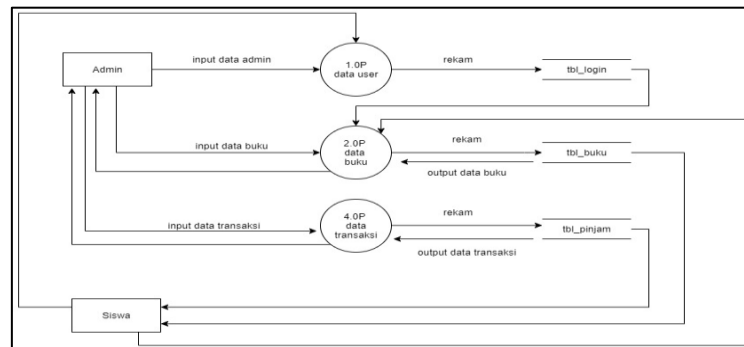 Admin
input data admin
1.0P
data user
rekam
tbl_login
input data buku
2.0P
data
buku
rekam
output data buku
tbl_buku
input data transaksi
4.0P
data
transaksi
rekam
output data transaksi
tbl_pinjam
Siswa